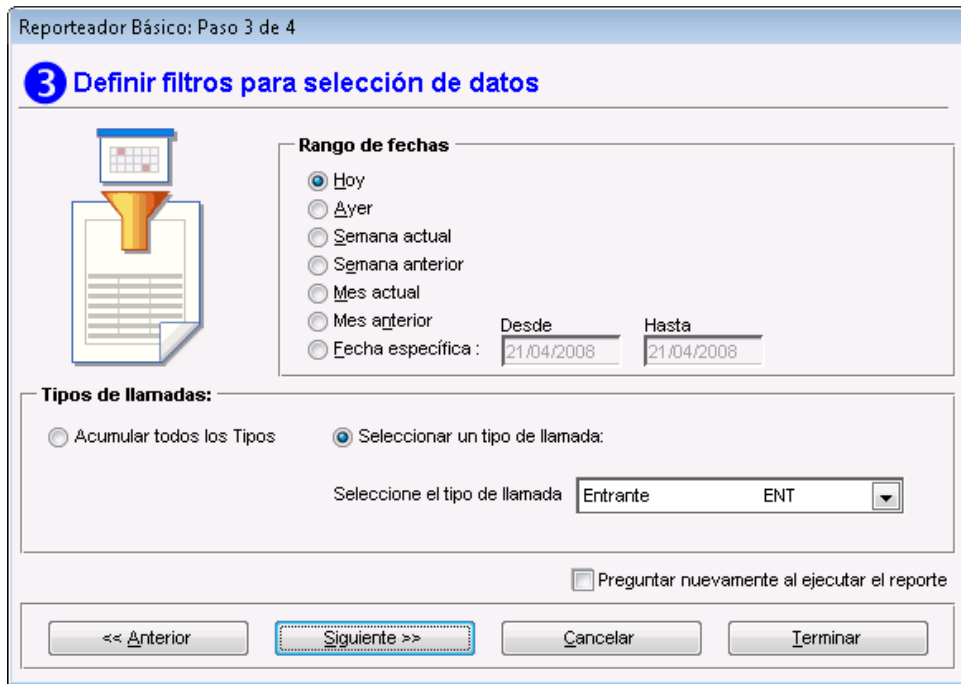 Reporteador Básico: Paso 3 de 4
3 Definir filtros para selección de datos
Rango de fechas
Hoy
Ayer
Semana actual
Semana anterior
Mes actual
Mes anterior
Desde Hasta
Fecha específica : 21/04/2008 21/04/2008
Tipos de llamadas:
Acumular todos los Tipos Seleccionar un tipo de llamada:
Seleccione el tipo de llamada Entrante ENT
Preguntar nuevamente al ejecutar el reporte
<< Anterior Siguiente >> Cancelar Terminar